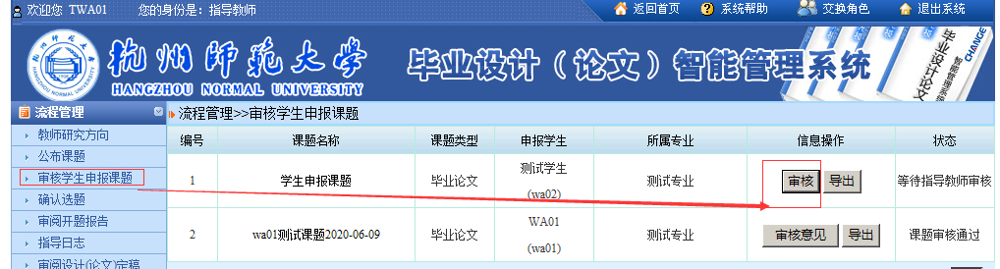 欢迎您 TWA01 您的身份是：指导教师 返回首页 系统帮助 交换角色 退出系统
杭州师范大学 毕业设计（论文）智能管理系统
HANGZHOU NORMAL UNIVERSITY
毕业设计论文
智能管理系统
CHANGE
流程管理 流程管理>>审核学生申报课题
教师研究方向
公布课题
审核学生申报课题
确认选题
审阅开题报告
指导日志
审阅设计(论文)定稿
编号 课题名称 课题类型 申报学生 所属专业 信息操作 状态
1 学生申报课题 毕业论文 测试学生 测试专业 审核 导出 等待指导教师审核
(wa02)
2 wa01测试课题2020-06-09 毕业论文 WA01 测试专业 审核意见 导出 课题审核通过
(wa01)